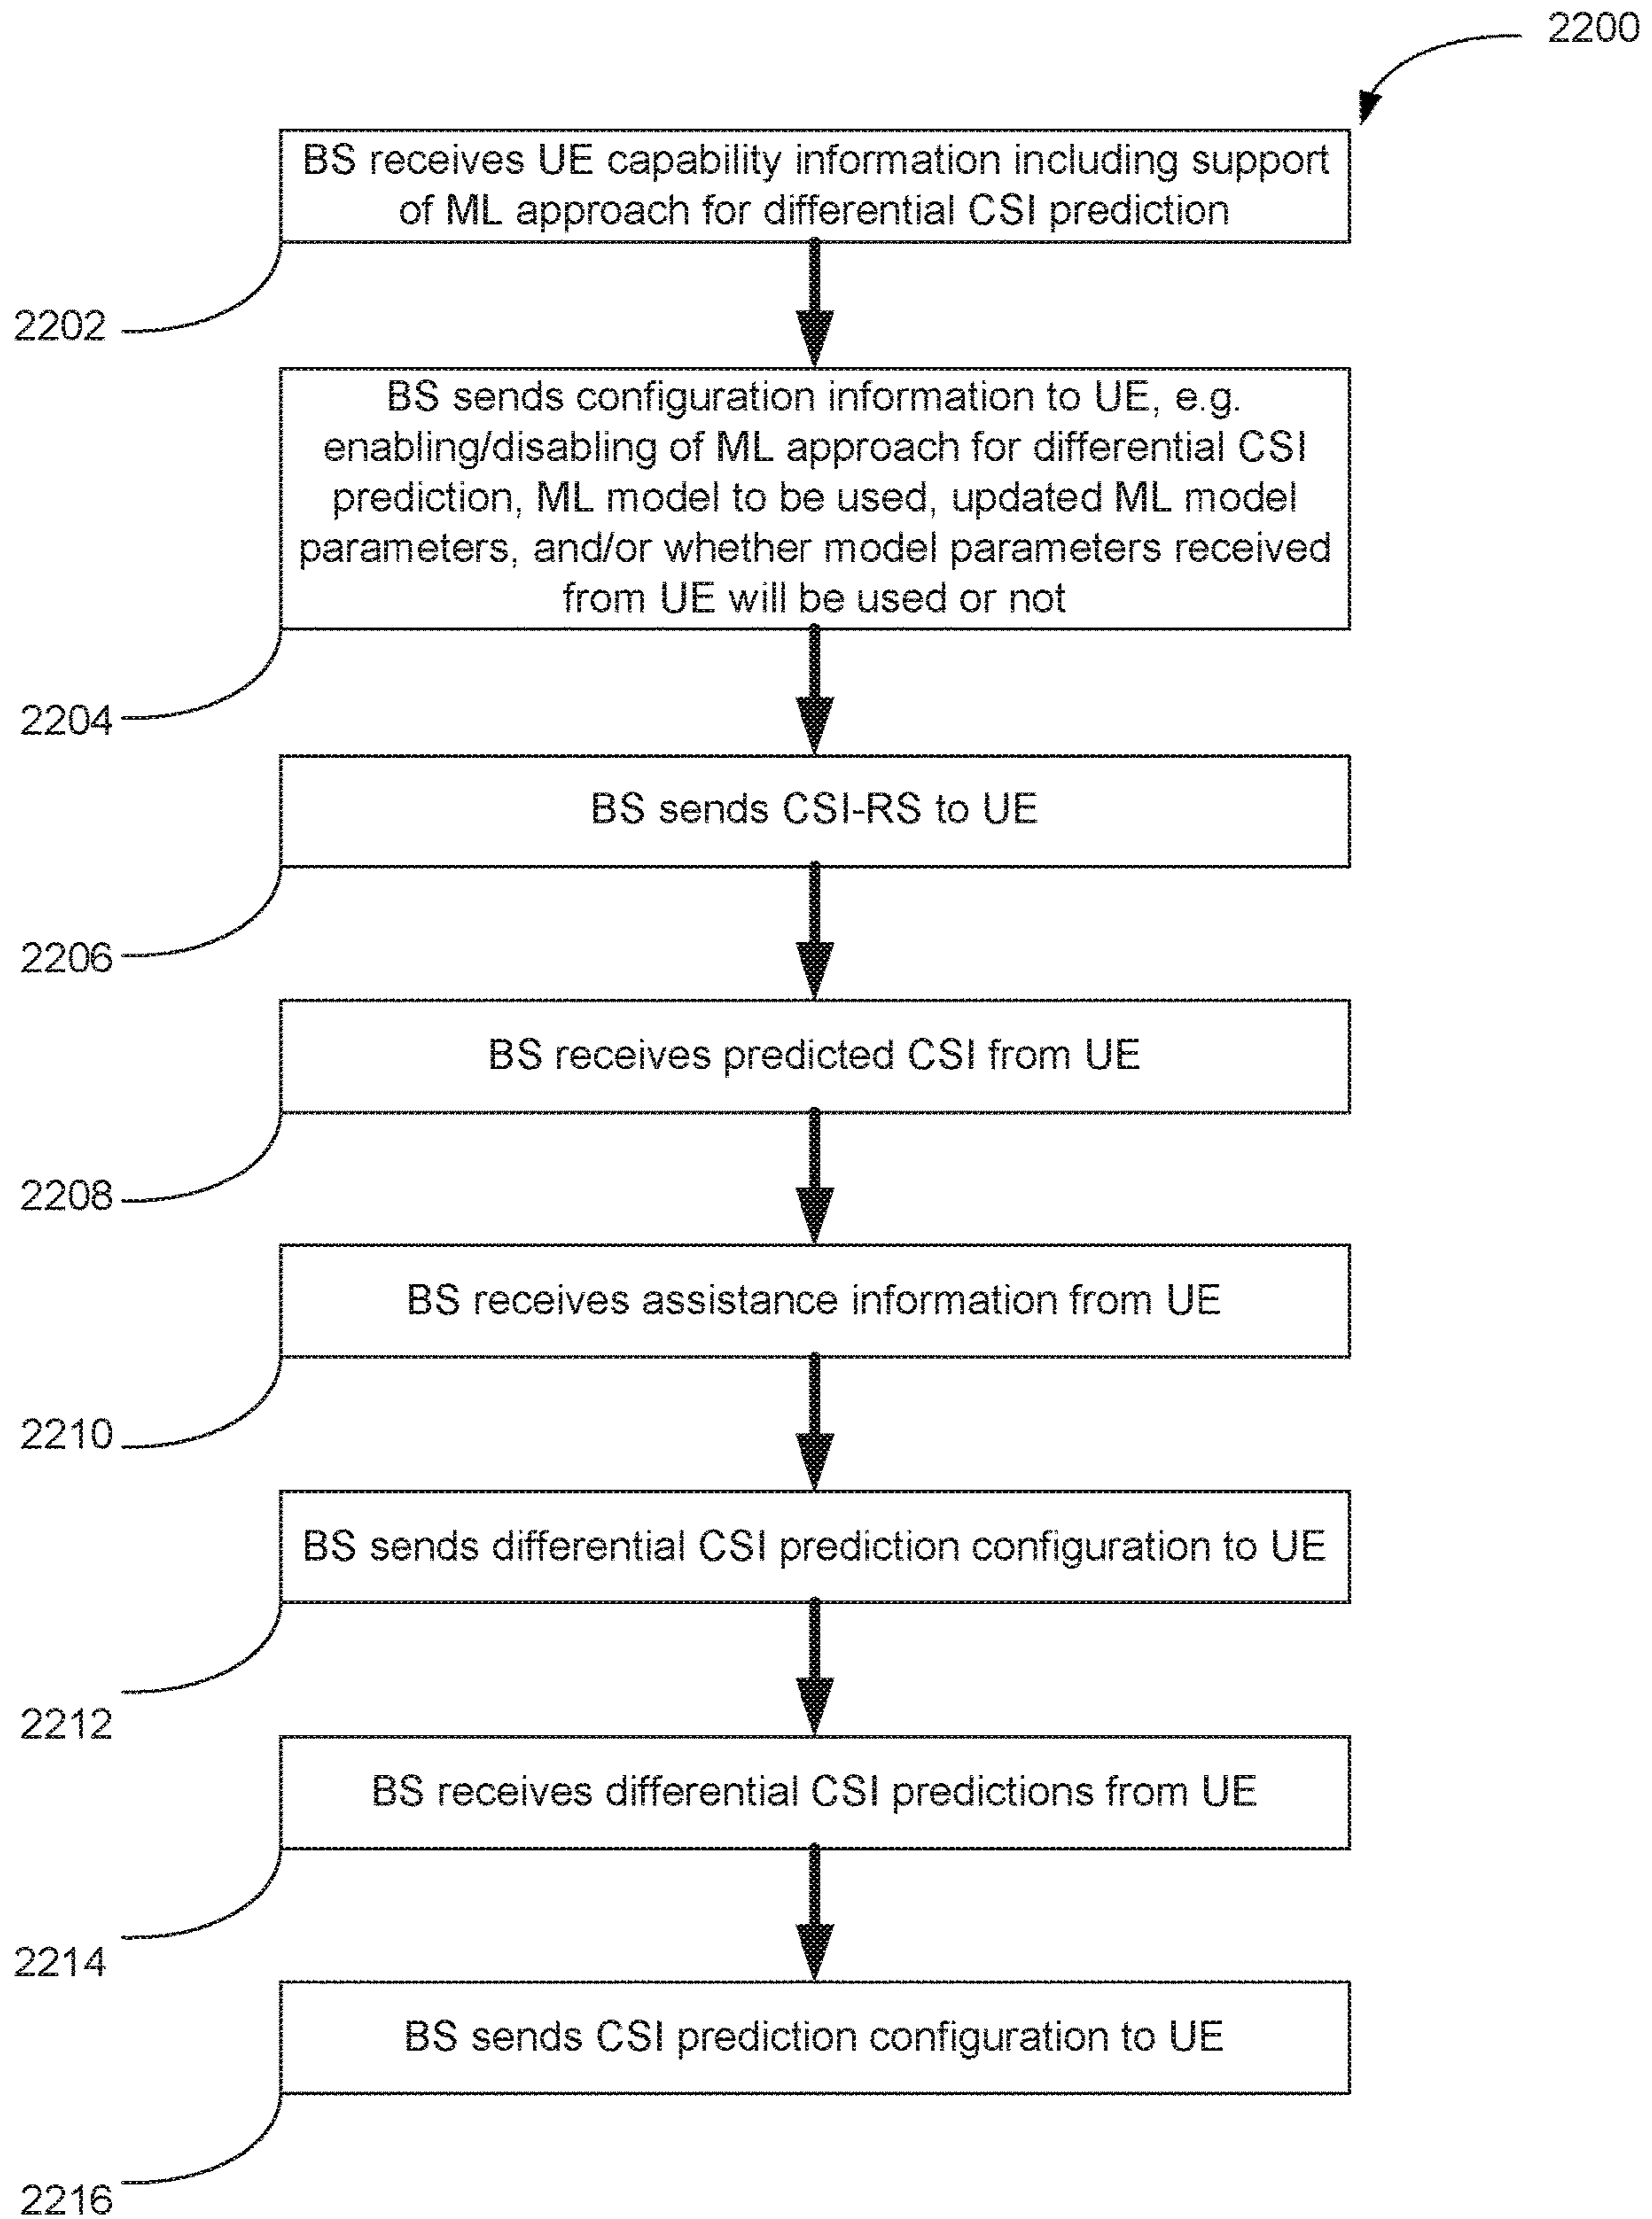 2200
BS receives UE capability information including support
of ML approach for differential CSI prediction
2202
BS sends configuration information to UE, e.g.
enabling/disabling of ML approach for differential CSI
prediction, ML model to be used, updated ML model
parameters, and/or whether model parameters received
from UE will be used or not
2204
BS sends CSI-RS to UE
2206
BS receives predicted CSI from UE
2208
BS receives assistance information from UE
2210
BS sends differential CSI prediction configuration to UE
2212
BS receives differential CSI predictions from UE
2214
BS sends CSI prediction configuration to UE
2216